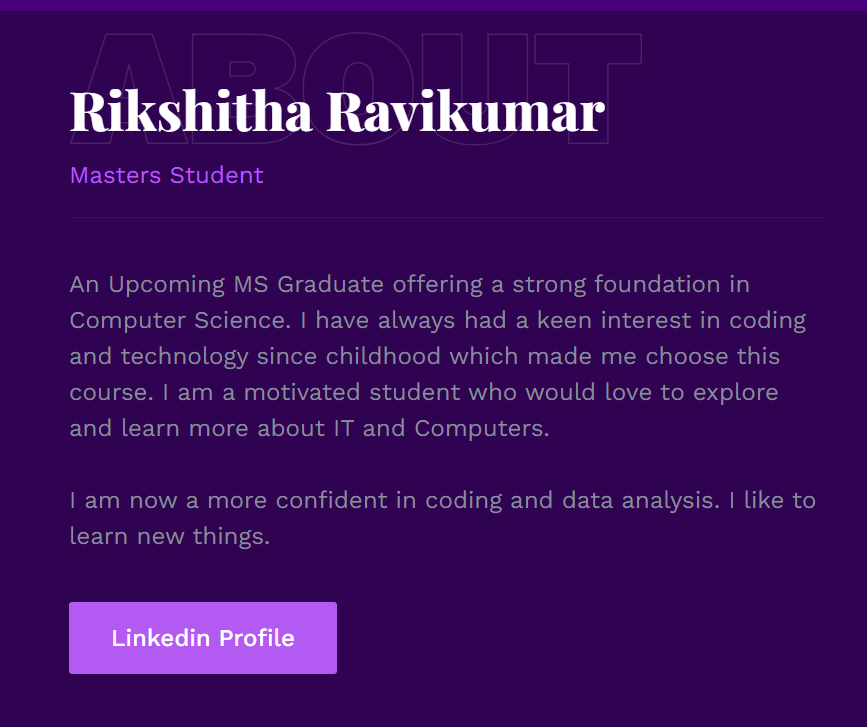 ABOUT
Rikshitha Ravikumar
Masters Student
An Upcoming MS Graduate offering a strong foundation in
Computer Science. I have always had a keen interest in coding
and technology since childhood which made me choose this
course. I am a motivated student who would love to explore
and learn more about IT and Computers.
I am now a more confident in coding and data analysis. I like to
learn new things.
Linkedin Profile